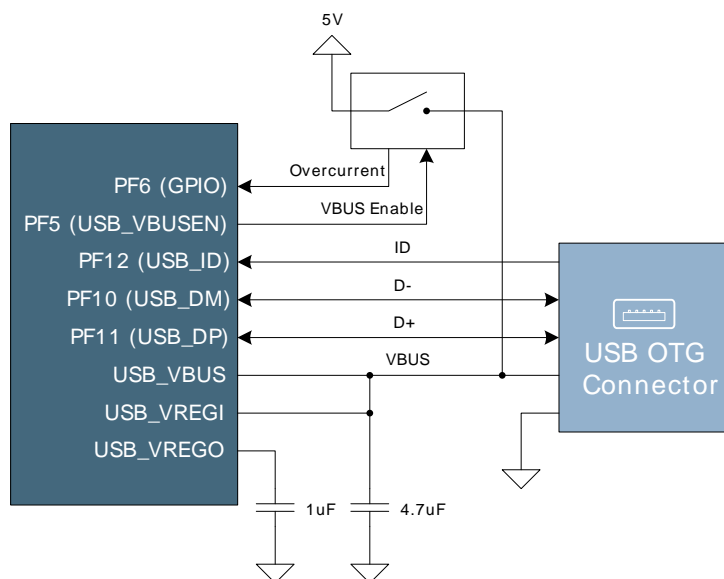 5V
Overcurrent
PF6 (GPIO)
VBUS Enable
PF5 (USB_VBUSEN)
ID
PF12 (USB_ID)
D-
PF10 (USB_DM)
D+
PF11 (USB_DP)
VBUS
USB_VBUS
USB_VREGI
USB_VREGO
USB OTG
Connector
1uF
4.7uF